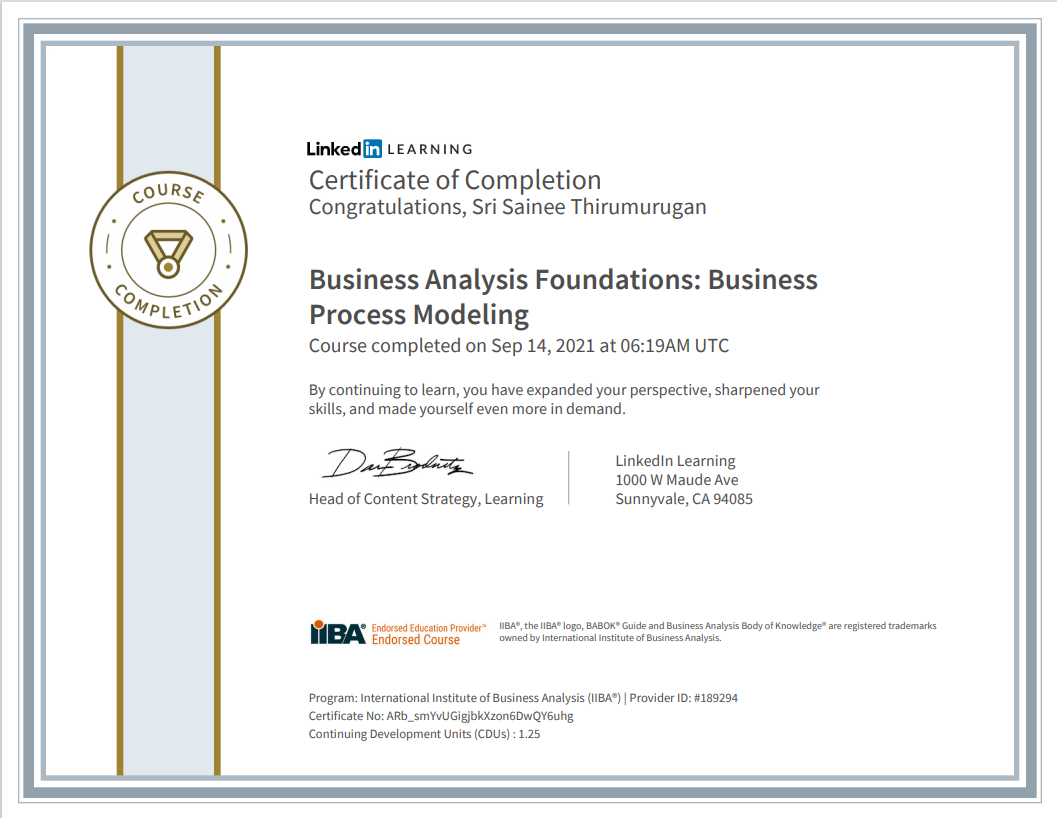 COURSE
COMPLETION
Linked in LEARNING
Certificate of Completion
Congratulations, Sri Sainee Thirumurugan
Business Analysis Foundations: Business
Process Modeling
Course completed on Sep 14, 2021 at 06:19AM UTC
By continuing to learn, you have expanded your perspective, sharpened your
skills, and made yourself even more in demand.
Head of Content Strategy, Learning
LinkedIn Learning
1000 W Maude Ave
Sunnyvale, CA 94085
IIBA® Endorsed Education Provider™
Endorsed Course
IIBA®, the IIBA® logo, BABOK® Guide and Business Analysis Body of Knowledge® are registered trademarks
owned by International Institute of Business Analysis.
Program: International Institute of Business Analysis (IIBA®) | Provider ID: #189294
Certificate No: ARb_smYvUGigjbkXzon6DwQY6uhg
Continuing Development Units (CDUs) : 1.25